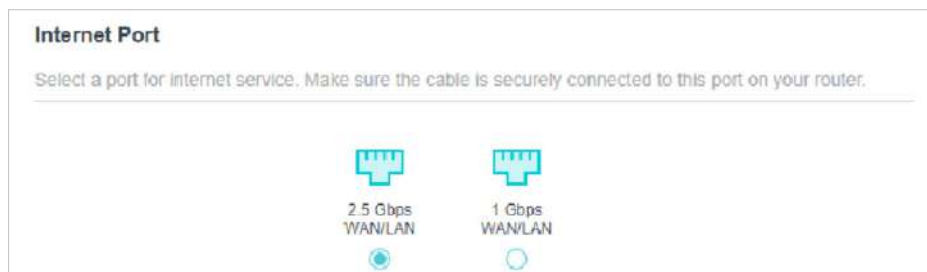 Internet Port
Select a port for internet service. Make sure the cable is securely connected to this port on your router.
2.5 Gbps
WAN/LAN
1 Gbps
WAN/LAN